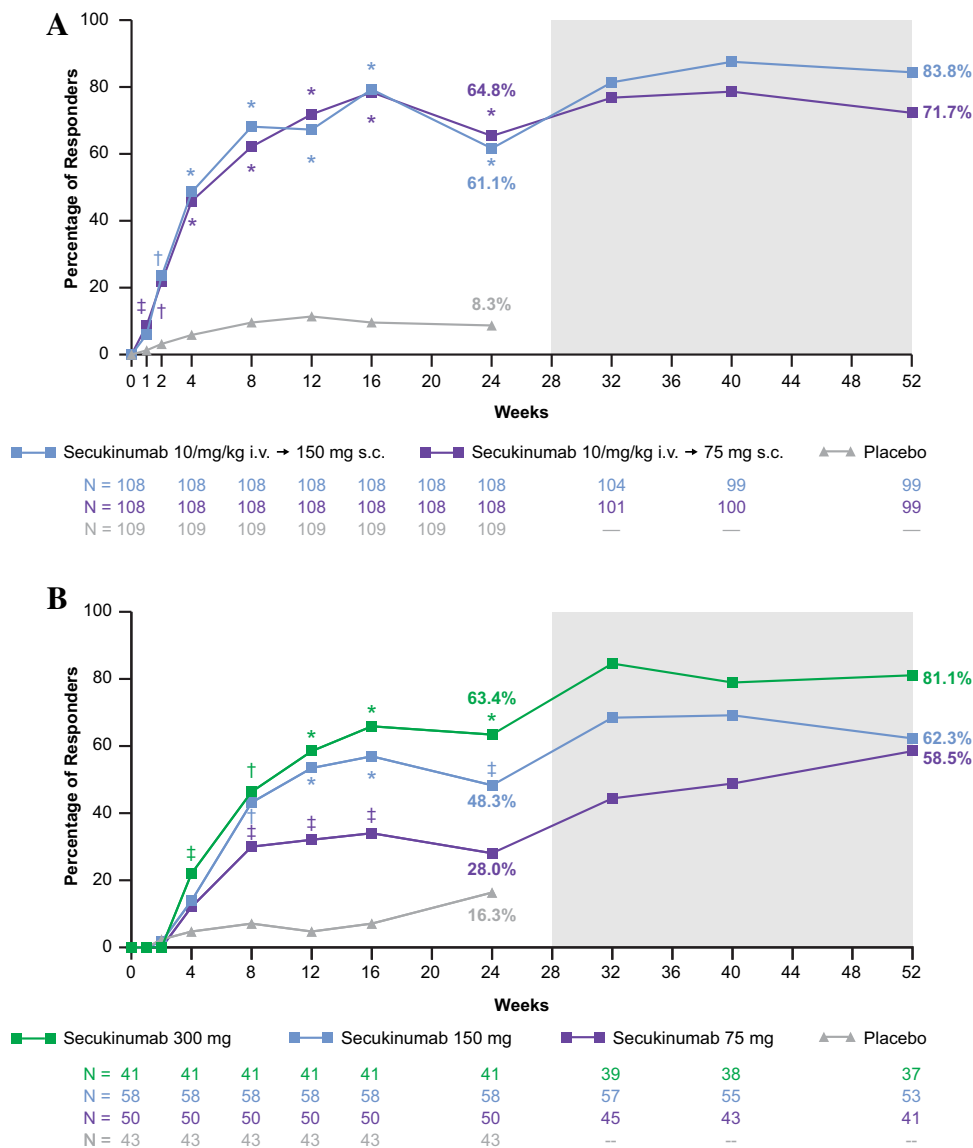 A
100
80
60
40
20
0
Percentage of Responders
‡
†
†
*
*
*
*
*
*
*
*
64.8%
*
*
61.1%
8.3%
83.8%
71.7%
0 1 2 4 8 12 16 20 24 28 32 36 40 44 48 52
Weeks
Secukinumab 10/mg/kg i.v. → 150 mg s.c. Secukinumab 10/mg/kg i.v. → 75 mg s.c. Placebo
N = 108 108 108 108 108 108 108 104 99 99
N = 108 108 108 108 108 108 108 101 100 99
N = 109 109 109 109 109 109 109 — — —
B
100
80
60
40
20
0
Percentage of Responders
‡
†
†
‡
*
*
‡
*
*
‡
63.4%
*
‡
48.3%
28.0%
16.3%
81.1%
62.3%
58.5%
0 4 8 12 16 20 24 28 32 36 40 44 48 52
Weeks
Secukinumab 300 mg Secukinumab 150 mg Secukinumab 75 mg Placebo
N = 41 41 41 41 41 41 39 38 37
N = 58 58 58 58 58 58 57 55 53
N = 50 50 50 50 50 50 45 43 41
N = 43 43 43 43 43 43 -- -- --